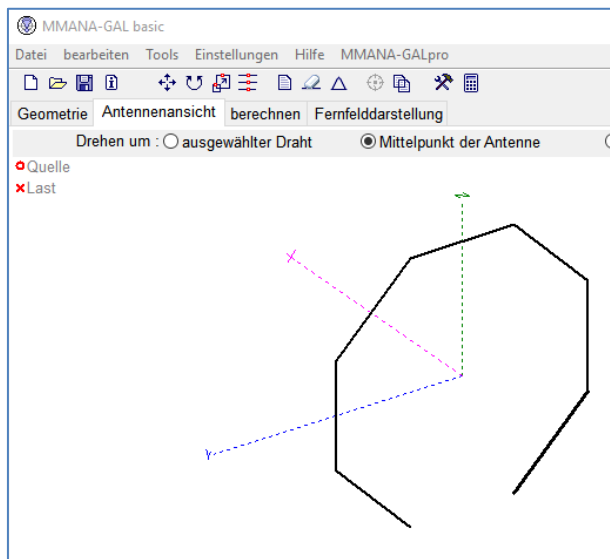 MMANA-GAL basic
Datei bearbeiten Tools Einstellungen Hilfe MMANA-GALpro
Geometrie Antennenansicht berechnen Fernfelddarstellung
Drehen um : ausgewählter Draht Mittelpunkt der Antenne
Quelle
Last
Z
X
Y